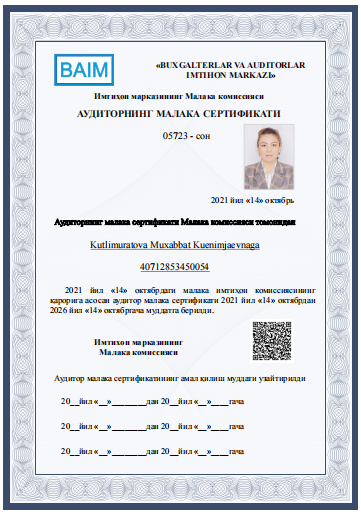 BAIM
«BUXGALTERLAR VA AUDITORLAR
IMTIHON MARKAZI»
Имтиҳон марказининг Малака комиссияси
АУДИТОРНИНГ МАЛАКА СЕРТИФИКАТИ
05723 - сон
2021 йил «14» октябрь
Аудиторнинг малака сертификати Малака комиссияси томонидан
Kutlimuratova Muxabbat Kuenimjaevnaga
40712853450054
2021 йил «14» октябрдаги малака имтиҳон комиссиясининг
қарорига асосан аудитор малака сертификати 2021 йил «14» октябрдан
2026 йил «14» октябргача муддатга берилди.
Имтиҳон марказининг
Малака комиссияси
Аудитор малака сертификатининг амал қилиш муддати узайтирилди
20__йил «__»________дан 20__йил «__»____гача
20__йил «__»________дан 20__йил «__»____гача
20__йил «__»________дан 20__йил «__»____гача